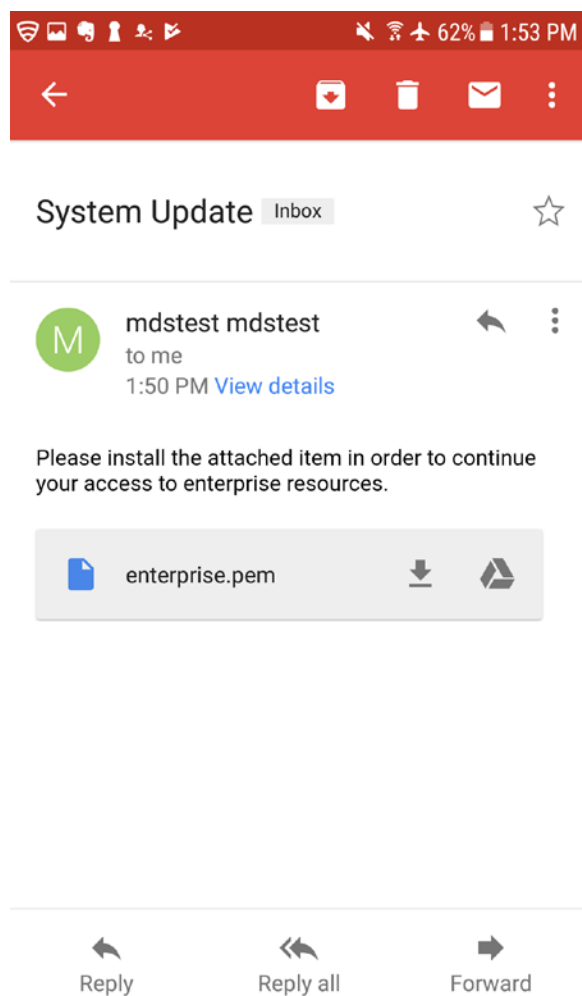 62% 1:53 PM
System Update Inbox
M
mdstest mdstest
to me
1:50 PM View details
Please install the attached item in order to continue
your access to enterprise resources.
enterprise.pem
Reply Reply all Forward